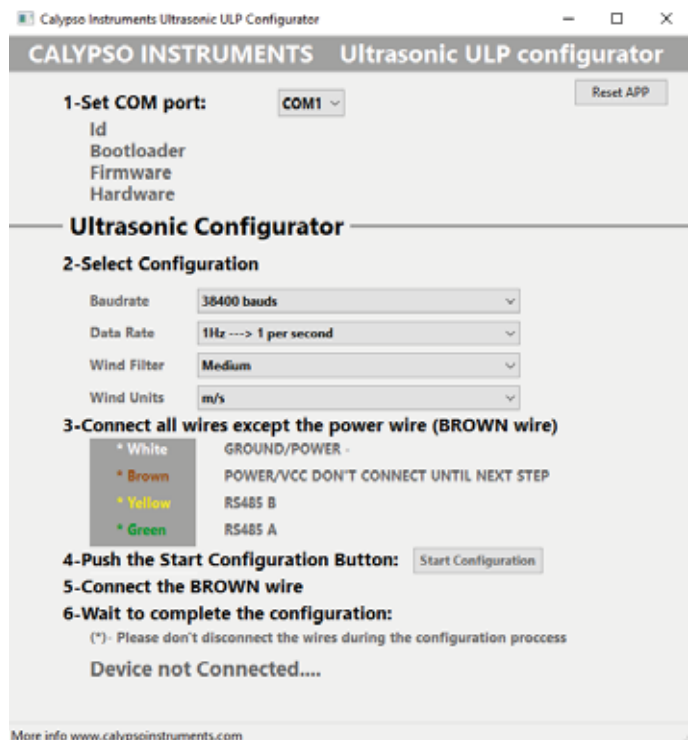 Calypso Instruments Ultrasonic ULP Configurator
CALYPSO INSTRUMENTS Ultrasonic ULP configurator
Reset APP
1-Set COM port: COM1
Id
Bootloader
Firmware
Hardware
Ultrasonic Configurator
2-Select Configuration
Baudrate 38400 bauds
Data Rate 1Hz ---> 1 per second
Wind Filter Medium
Wind Units m/s
3-Connect all wires except the power wire (BROWN wire)
* White GROUND/POWER -
* Brown POWER/VCC DON'T CONNECT UNTIL NEXT STEP
* Yellow RS485 B
* Green RS485 A
4-Push the Start Configuration Button: Start Configuration
5-Connect the BROWN wire
6-Wait to complete the configuration:
(*)- Please don't disconnect the wires during the configuration proccess
Device not Connected....
More info www.calypsoinstruments.com